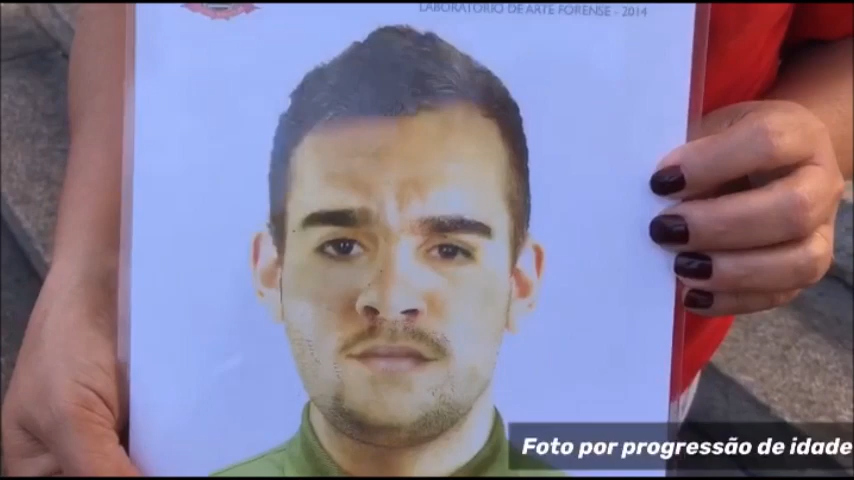 LABORATÓRIO DE ARTE FORENSE - 2014
Foto por progressão de idade